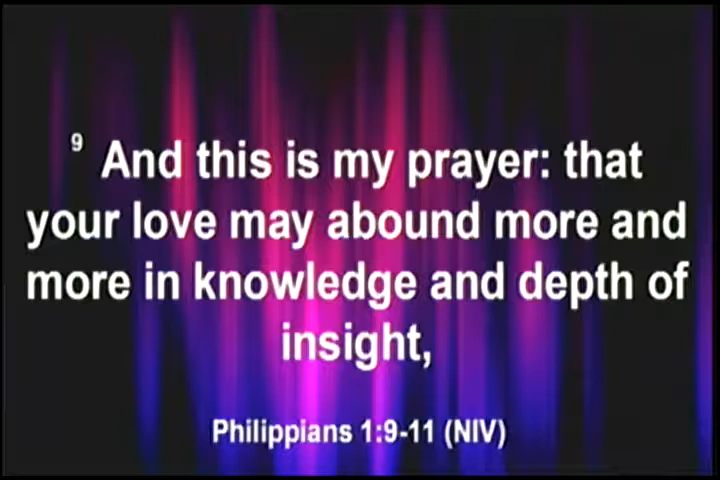 9 And this is my prayer: that
your love may abound more and
more in knowledge and depth of
insight,
Philippians 1:9-11 (NIV)